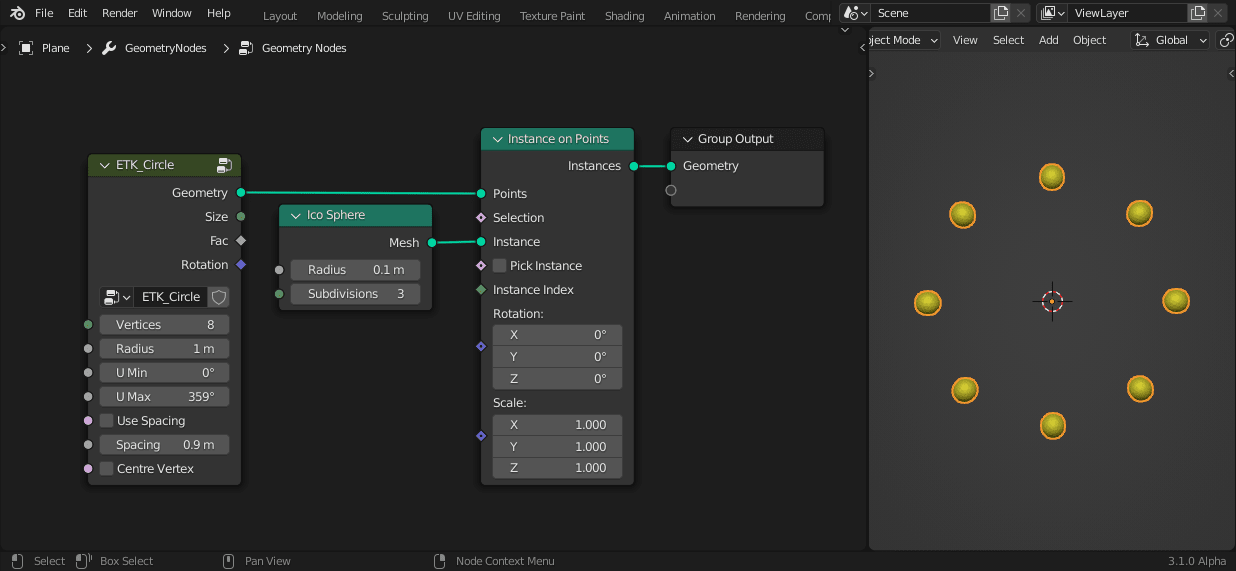 File Edit Render Window Help Layout Modeling Sculpting UV Editing Texture Paint Shading Animation Rendering Comp Scene ViewLayer
Plane GeometryNodes Geometry Nodes
ject Mode View Select Add Object Global
ETK_Circle
Geometry
Size
Fac
Rotation
ETK_Circle
Vertices 8
Radius 1 m
U Min 0°
U Max 359°
Use Spacing
Spacing 0.9 m
Centre Vertex
Ico Sphere
Mesh
Radius 0.1 m
Subdivisions 3
Instance on Points
Instances
Points
Selection
Instance
Pick Instance
Instance Index
Rotation:
X 0°
Y 0°
Z 0°
Scale:
X 1.000
Y 1.000
Z 1.000
Group Output
Geometry
Select Box Select Pan View Node Context Menu 3.1.0 Alpha